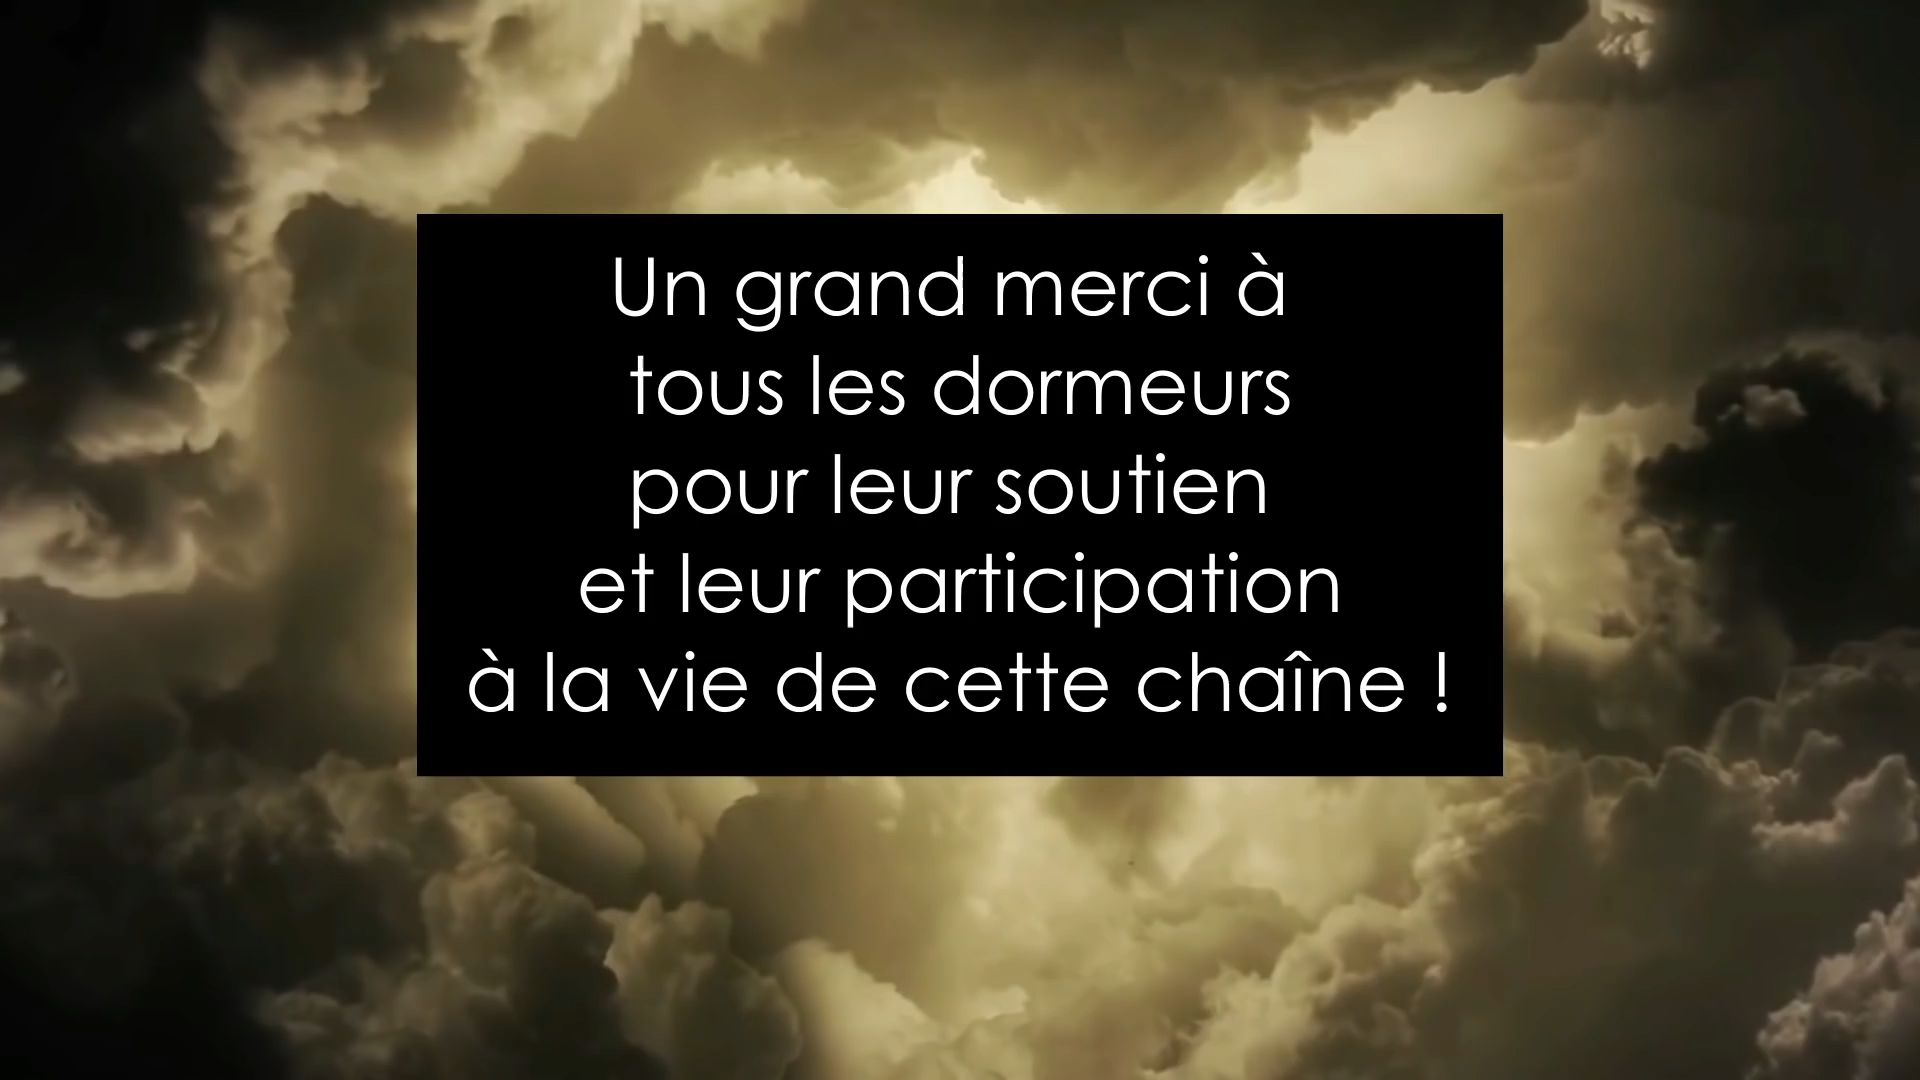 Un grand merci à
tous les dormeurs
pour leur soutien
et leur participation
à la vie de cette chaîne !